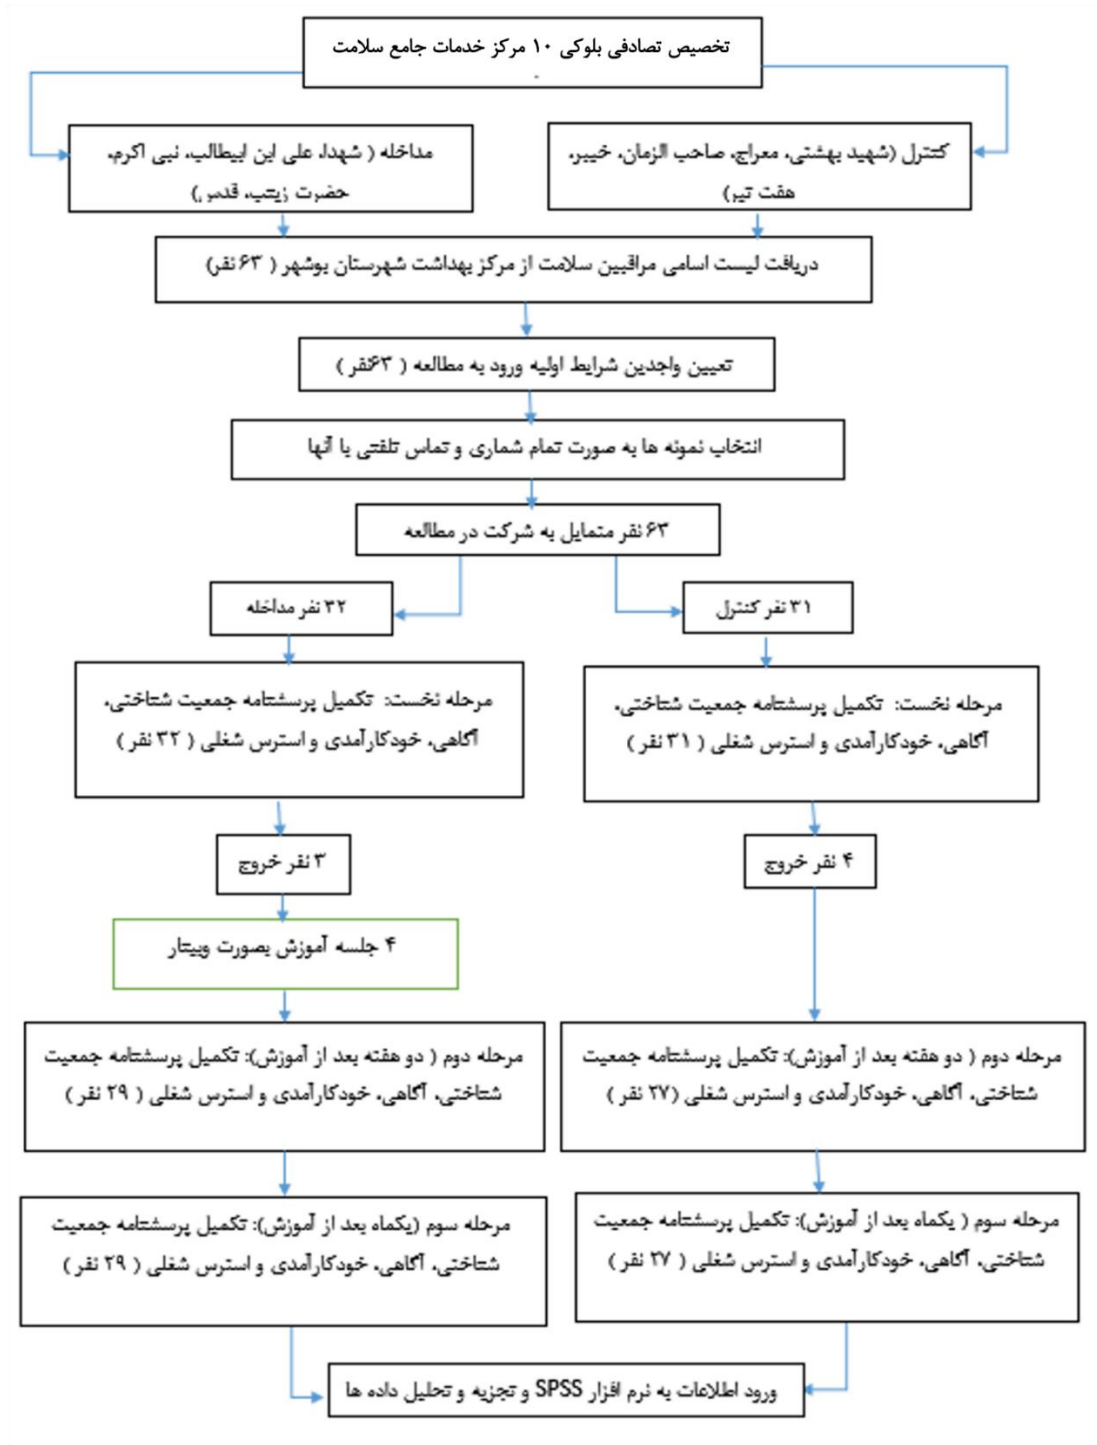 تخصیص تصادفی بلوکی ۱۰ مرکز خدمات جامع سلامت
کنترل (شهید بهشتی، معراج، صاحب الزمان، خیبر،
هفت تیر)
مداخله ( شهدا، علی ابن ابیطالب، نبی اکرم،
حضرت زینب، قدس)
دریافت لیست اسامی مراقبین سلامت از مرکز بهداشت شهرستان بوشهر ( ۶۳ نفر)
تعیین واجدین شرایط اولیه ورود به مطالعه ( ۶۳نفر )
انتخاب نمونه ها به صورت تمام شماری و تماس تلفنی با آنها
۶۳ نفر متمایل به شرکت در مطالعه
۳۱ نفر کنترل
۳۲ نفر مداخله
مرحله نخست: تکمیل پرسشنامه جمعیت شناختی،
آگاهی، خودکارآمدی و استرس شغلی ( ۳۱ نفر )
مرحله نخست: تکمیل پرسشنامه جمعیت شناختی،
آگاهی، خودکارآمدی و استرس شغلی ( ۳۲ نفر )
۴ نفر خروج
۳ نفر خروج
۴ جلسه آموزش بصورت وبینار
مرحله دوم ( دو هفته بعد از آموزش): تکمیل پرسشنامه جمعیت
شناختی، آگاهی، خودکارآمدی و استرس شغلی (۲۷ نفر )
مرحله دوم ( دو هفته بعد از آموزش): تکمیل پرسشنامه جمعیت
شناختی، آگاهی، خودکارآمدی و استرس شغلی ( ۲۹ نفر )
مرحله سوم ( یکماه بعد از آموزش): تکمیل پرسشنامه جمعیت
شناختی، آگاهی، خودکارآمدی و استرس شغلی ( ۲۷ نفر )
مرحله سوم (یکماه بعد از آموزش): تکمیل پرسشنامه جمعیت
شناختی، آگاهی، خودکارآمدی و استرس شغلی ( ۲۹ نفر )
ورود اطلاعات به نرم افزار SPSS و تجزیه و تحلیل داده ها